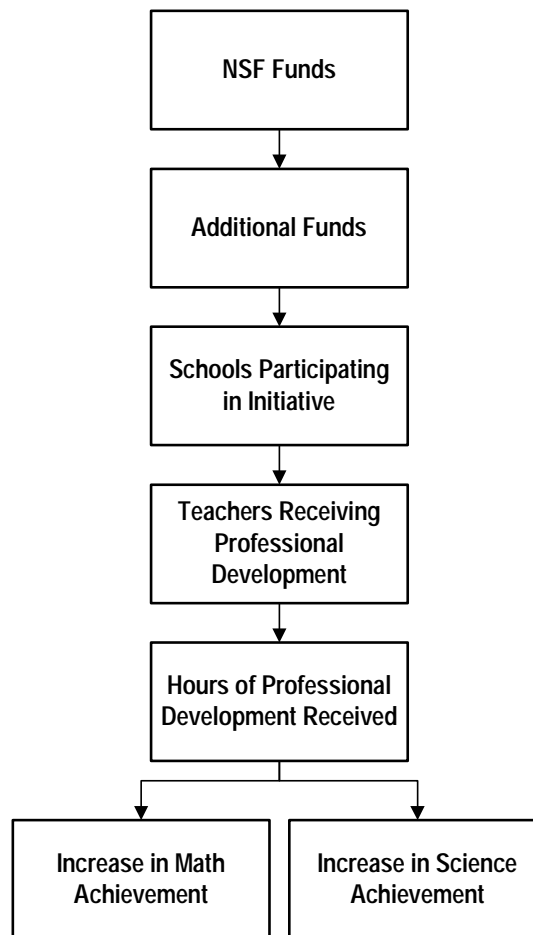 NSF Funds
Additional Funds
Schools Participating
in Initiative
Teachers Receiving
Professional
Development
Hours of Professional
Development Received
Increase in Math
Achievement
Increase in Science
Achievement